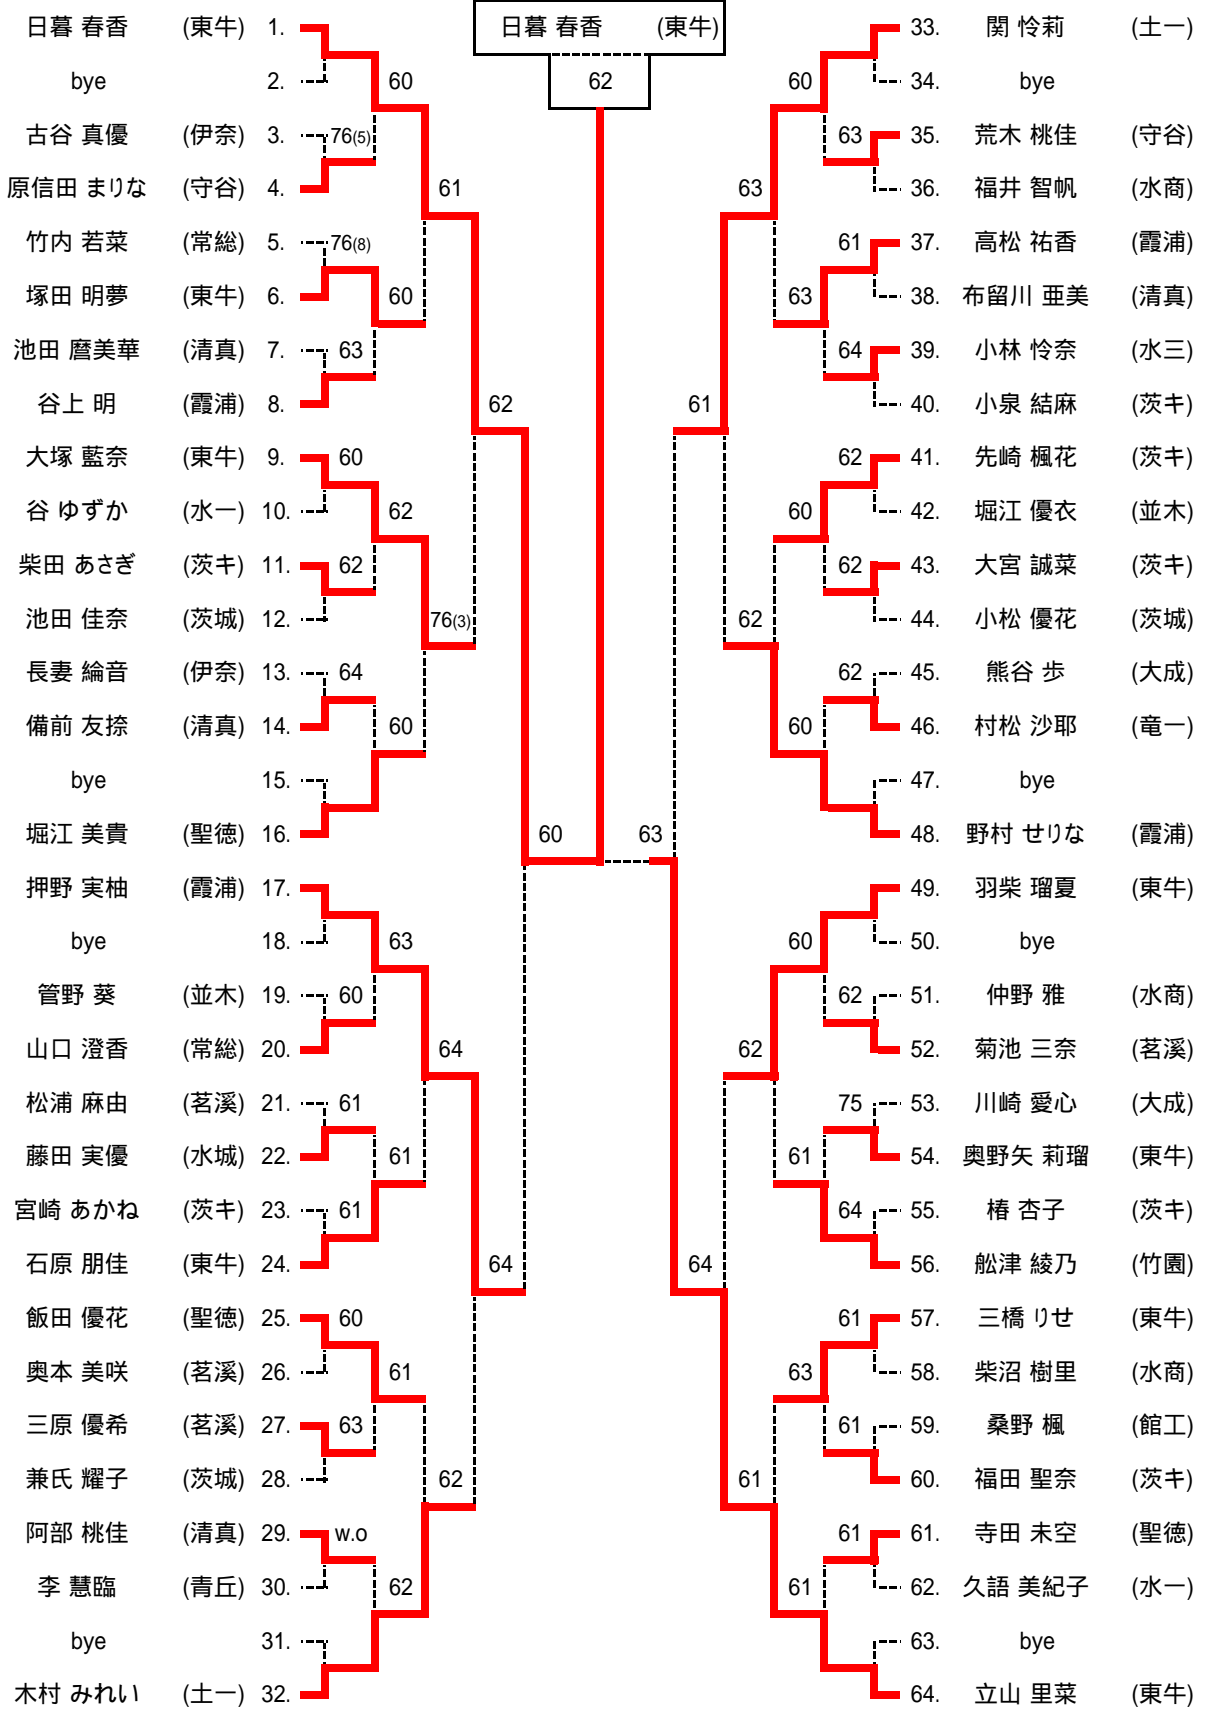 日暮 春香 (東牛)
62
日暮 春香 (東牛) 1.
bye 2.
60
古谷 真優 (伊奈) 3.
76(5)
原信田 まりな (守谷) 4.
61
竹内 若菜 (常総) 5.
76(8)
塚田 明夢 (東牛) 6.
60
池田 麿美華 (清真) 7.
63
谷上 明 (霞浦) 8.
62
大塚 藍奈 (東牛) 9.
60
谷 ゆずか (水一) 10.
62
柴田 あさぎ (茨キ) 11.
62
池田 佳奈 (茨城) 12.
76(3)
長妻 綸音 (伊奈) 13.
64
備前 友捺 (清真) 14.
60
bye 15.
堀江 美貴 (聖徳) 16.
60
押野 実柚 (霞浦) 17.
bye 18.
63
管野 葵 (並木) 19.
60
山口 澄香 (常総) 20.
64
松浦 麻由 (茗溪) 21.
61
藤田 実優 (水城) 22.
61
宮崎 あかね (茨キ) 23.
61
石原 朋佳 (東牛) 24.
64
飯田 優花 (聖徳) 25.
60
奥本 美咲 (茗溪) 26.
61
三原 優希 (茗溪) 27.
63
兼氏 耀子 (茨城) 28.
62
阿部 桃佳 (清真) 29.
w.o
李 慧臨 (青丘) 30.
62
bye 31.
木村 みれい (土一) 32.
33. 関 怜莉 (土一)
60
34. bye
63
35. 荒木 桃佳 (守谷)
63
36. 福井 智帆 (水商)
61
37. 高松 祐香 (霞浦)
63
38. 布留川 亜美 (清真)
64
39. 小林 怜奈 (水三)
61
40. 小泉 結麻 (茨キ)
62
41. 先崎 楓花 (茨キ)
60
42. 堀江 優衣 (並木)
62
43. 大宮 誠菜 (茨キ)
62
44. 小松 優花 (茨城)
62
45. 熊谷 歩 (大成)
60
46. 村松 沙耶 (竜一)
47. bye
63
48. 野村 せりな (霞浦)
49. 羽柴 瑠夏 (東牛)
60
50. bye
62
51. 仲野 雅 (水商)
62
52. 菊池 三奈 (茗溪)
75
53. 川崎 愛心 (大成)
61
54. 奥野矢 莉瑠 (東牛)
64
55. 椿 杏子 (茨キ)
64
56. 舩津 綾乃 (竹園)
61
57. 三橋 りせ (東牛)
63
58. 柴沼 樹里 (水商)
61
59. 桑野 楓 (館工)
61
60. 福田 聖奈 (茨キ)
61
61. 寺田 未空 (聖徳)
61
62. 久語 美紀子 (水一)
63. bye
64. 立山 里菜 (東牛)